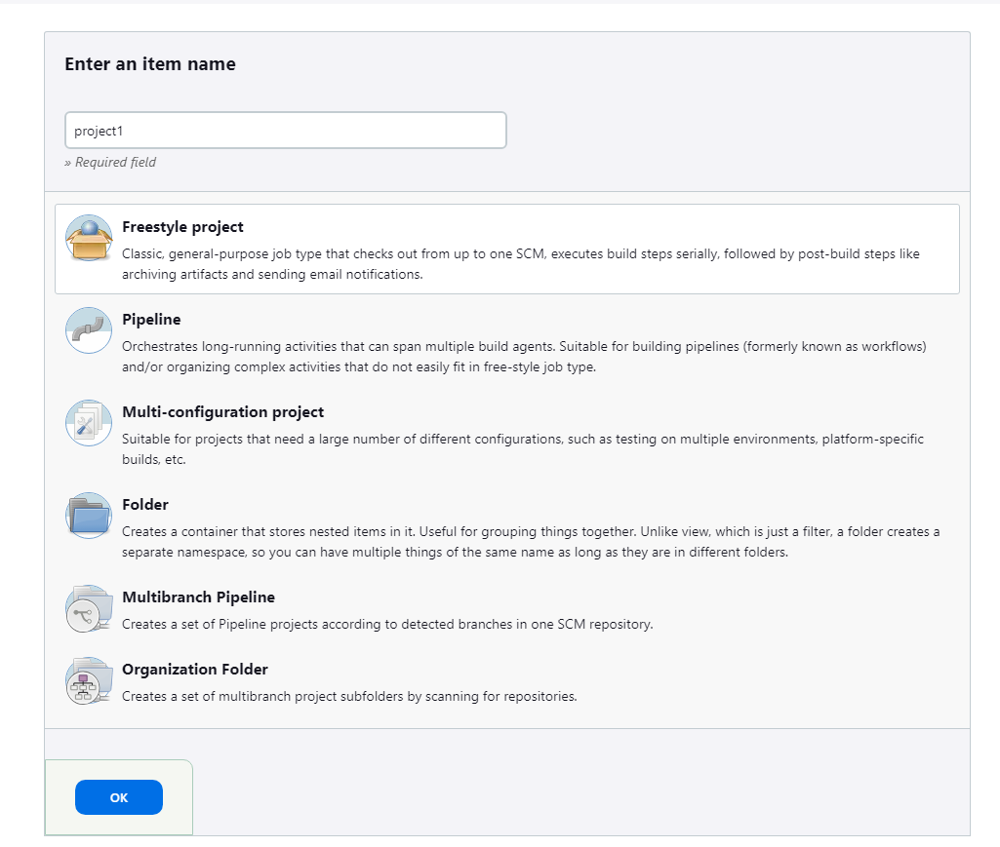 Enter an item name
project1
» Required field
Freestyle project
Classic, general-purpose job type that checks out from up to one SCM, executes build steps serially, followed by post-build steps like
archiving artifacts and sending email notifications.
Pipeline
Orchestrates long-running activities that can span multiple build agents. Suitable for building pipelines (formerly known as workflows)
and/or organizing complex activities that do not easily fit in free-style job type.
Multi-configuration project
Suitable for projects that need a large number of different configurations, such as testing on multiple environments, platform-specific
builds, etc.
Folder
Creates a container that stores nested items in it. Useful for grouping things together. Unlike view, which is just a filter, a folder creates a
separate namespace, so you can have multiple things of the same name as long as they are in different folders.
Multibranch Pipeline
Creates a set of Pipeline projects according to detected branches in one SCM repository.
Organization Folder
Creates a set of multibranch project subfolders by scanning for repositories.
OK